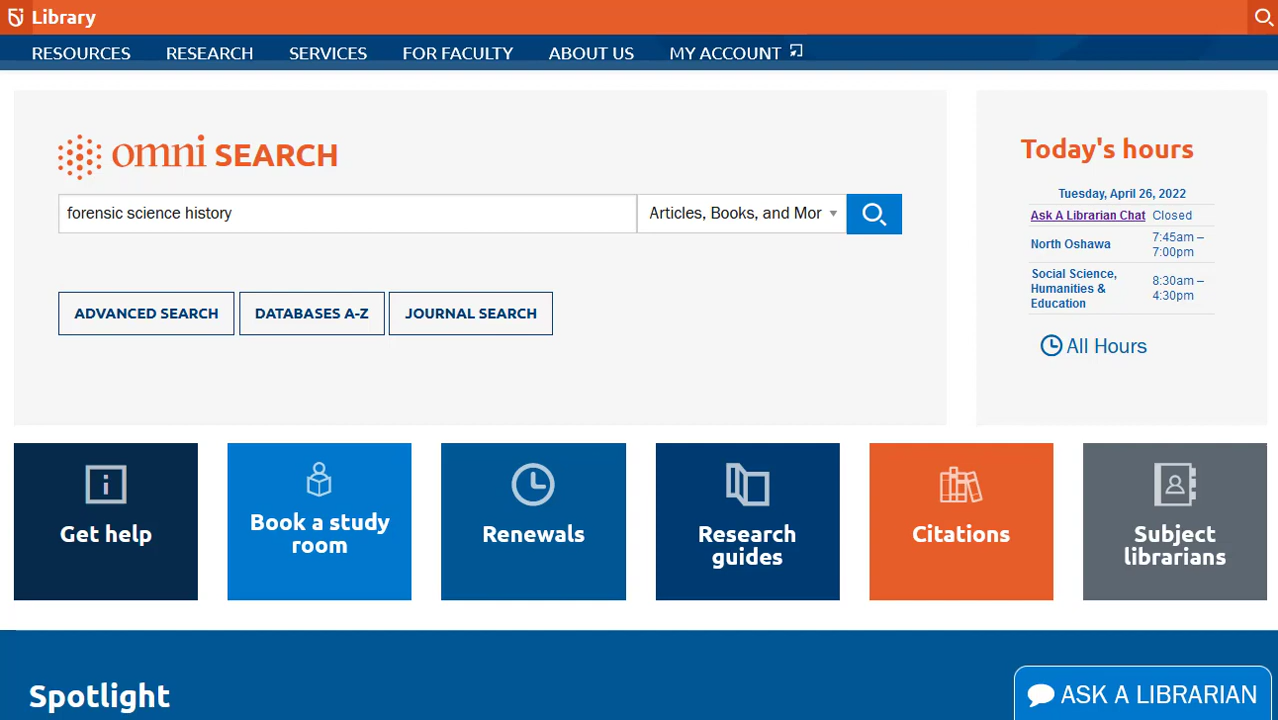 Library
RESOURCES RESEARCH SERVICES FOR FACULTY ABOUT US MY ACCOUNT
omni SEARCH
forensic science history
Articles, Books, and Mor
ADVANCED SEARCH
DATABASES A-Z
JOURNAL SEARCH
Today's hours
Tuesday, April 26, 2022
Ask A Librarian Chat Closed
North Oshawa 7:45am –
7:00pm
Social Science,
Humanities &
Education
8:30am –
4:30pm
All Hours
Get help
Book a study
room
Renewals
Research
guides
Citations
Subject
librarians
Spotlight
ASK A LIBRARIAN